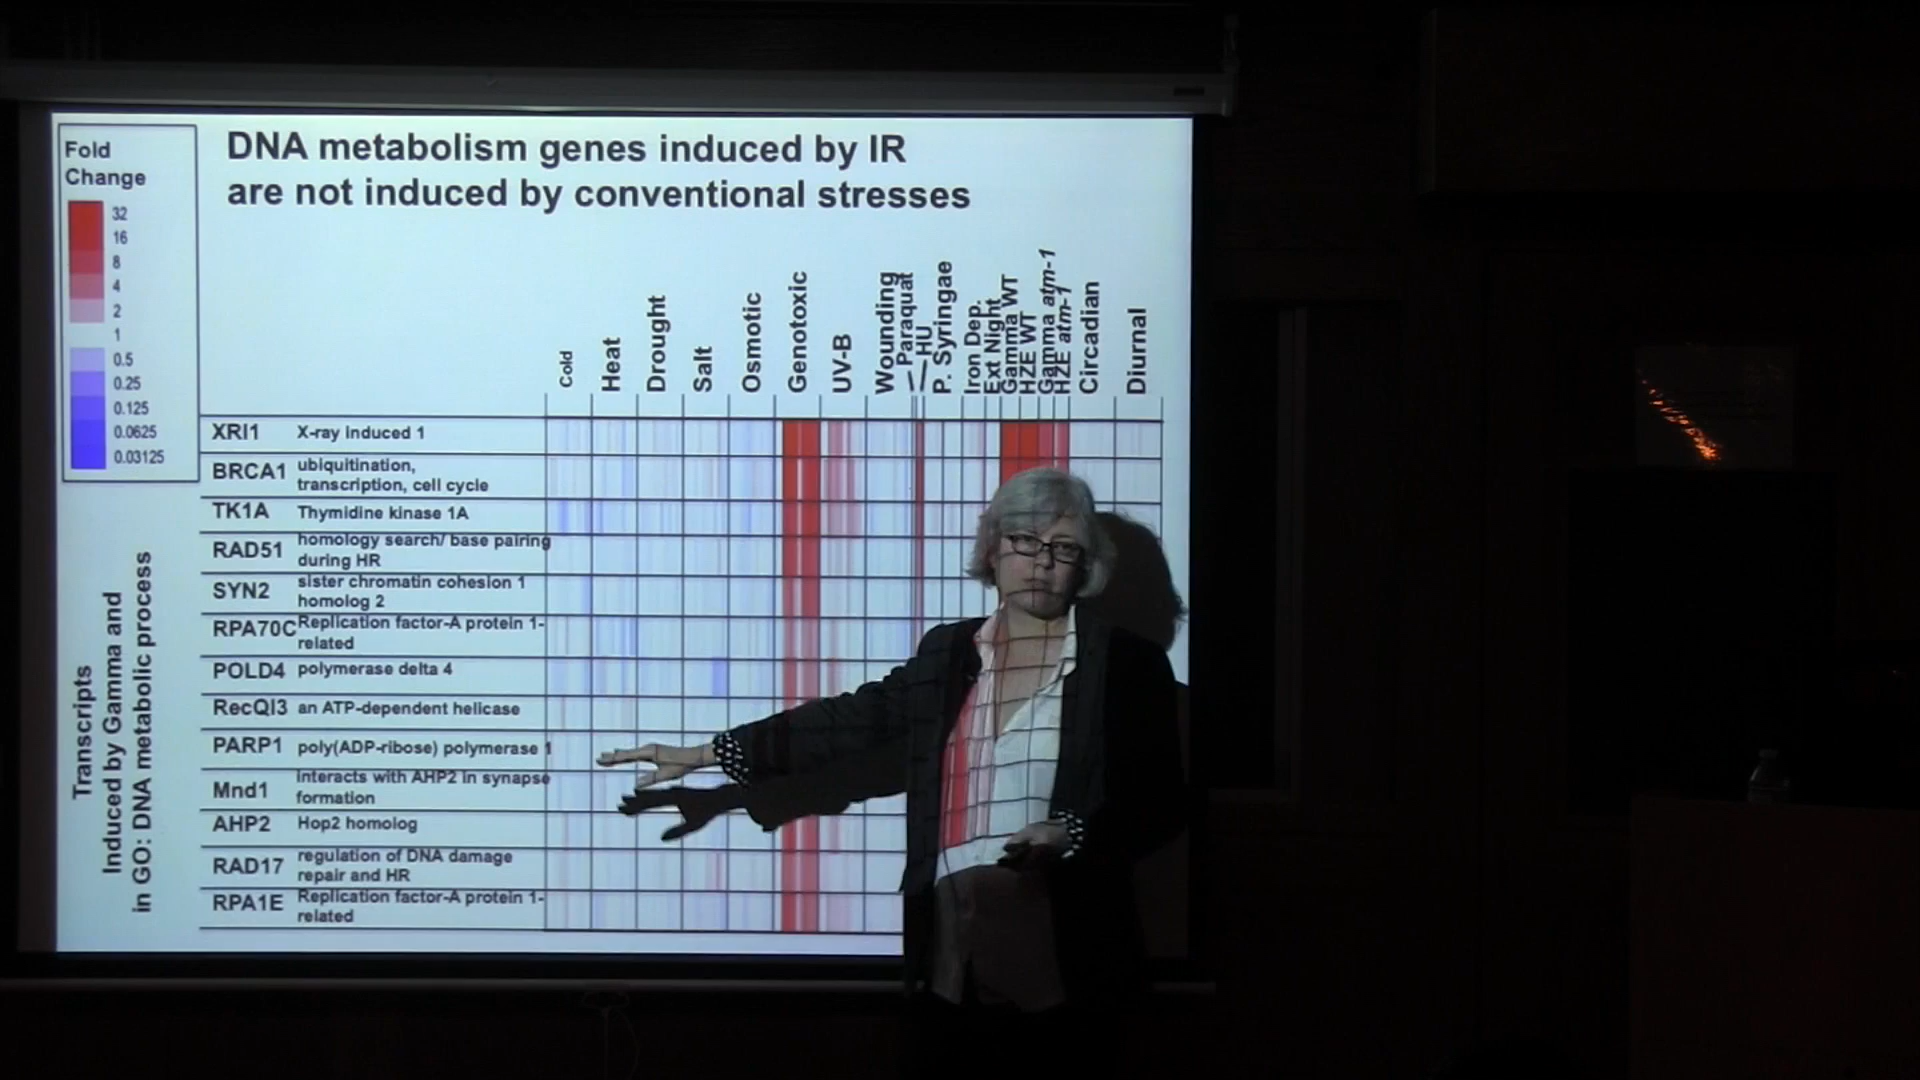 Fold
Change
32
16
8
4
2
1
0.5
0.25
0.125
0.0625
0.03125
DNA metabolism genes induced by IR
are not induced by conventional stresses
Cold
Heat
Drought
Salt
Osmotic
Genotoxic
UV-B
Wounding
Paraquat
HU
P. Syringae
Iron Dep.
Ext Night
Gamma WT
HZE WT
Gamma atm-1
HZE atm-1
Circadian
Diurnal
XRI1 X-ray induced 1
BRCA1 ubiquitination,
transcription, cell cycle
TK1A Thymidine kinase 1A
RAD51 homology search/ base pairing
during HR
SYN2 sister chromatin cohesion 1
homolog 2
RPA70C Replication factor-A protein 1-
related
POLD4 polymerase delta 4
RecQl3 an ATP-dependent helicase
PARP1 poly(ADP-ribose) polymerase 1
Mnd1 interacts with AHP2 in synapse
formation
AHP2 Hop2 homolog
RAD17 regulation of DNA damage
repair and HR
RPA1E Replication factor-A protein 1-
related
Transcripts
Induced by Gamma and
in GO: DNA metabolic process